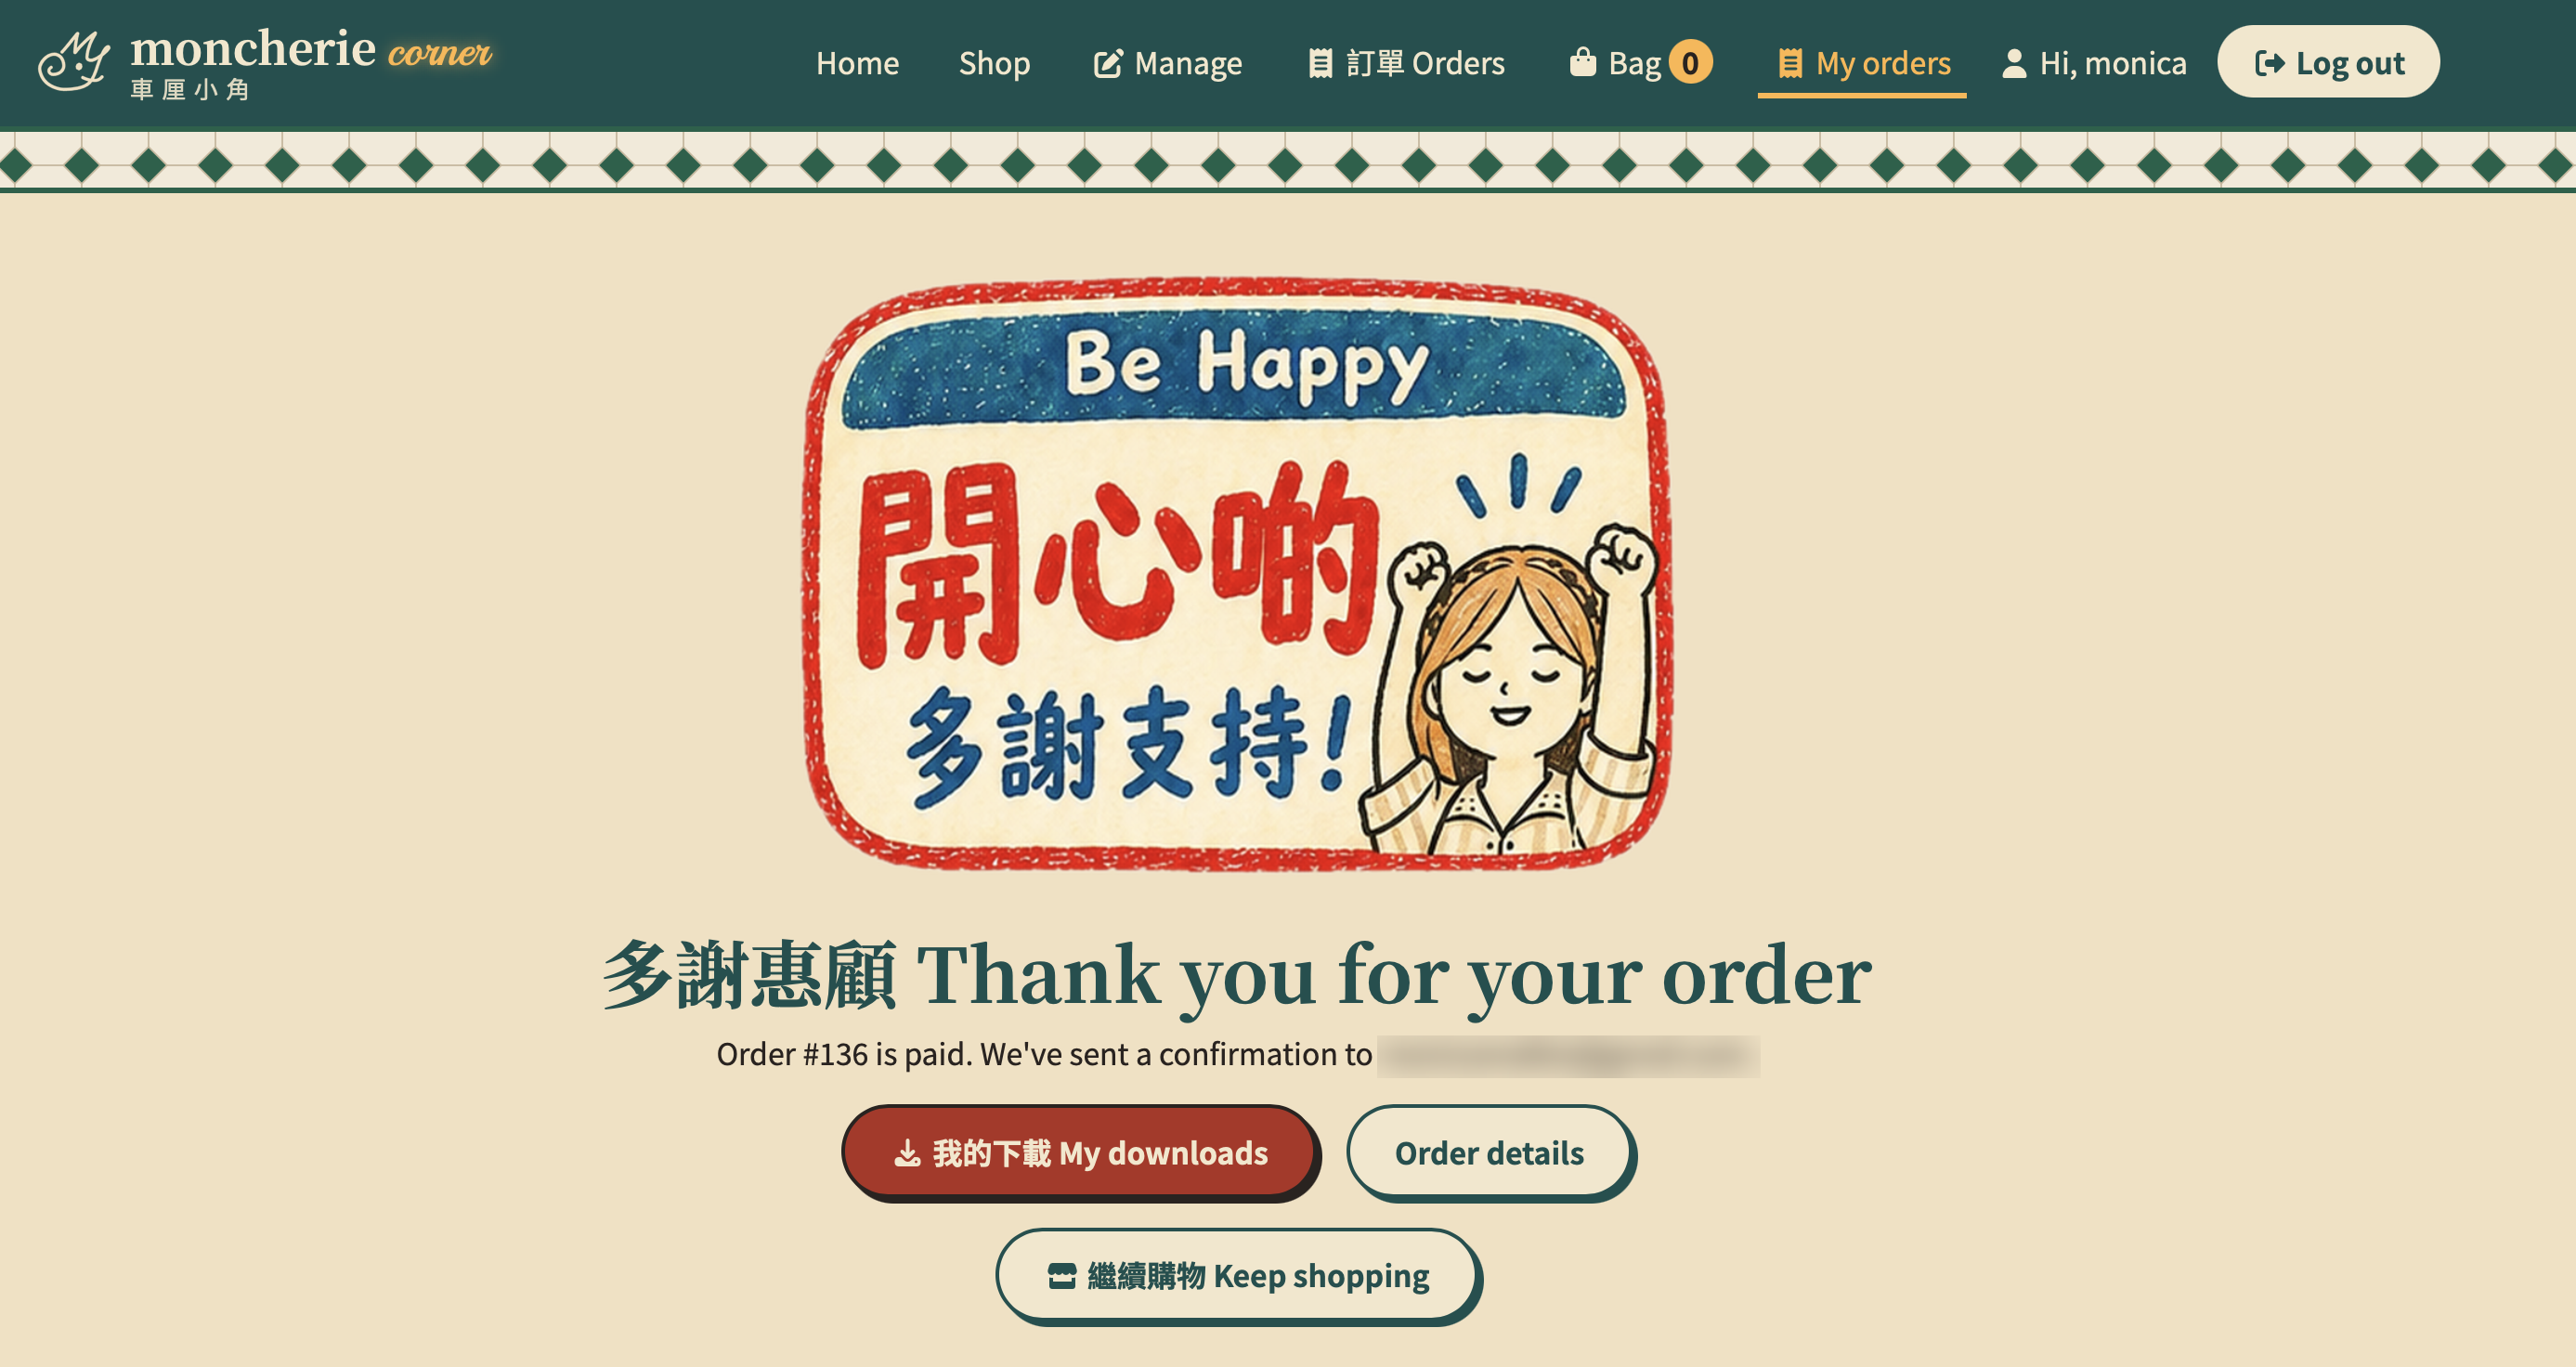 moncherie corner
車厘小角
Home Shop Manage 訂單 Orders Bag 0 My orders Hi, monica Log out
Be Happy
開心啲
多謝支持!
多謝惠顧 Thank you for your order
Order #136 is paid. We've sent a confirmation to
我的下載 My downloads Order details
繼續購物 Keep shopping